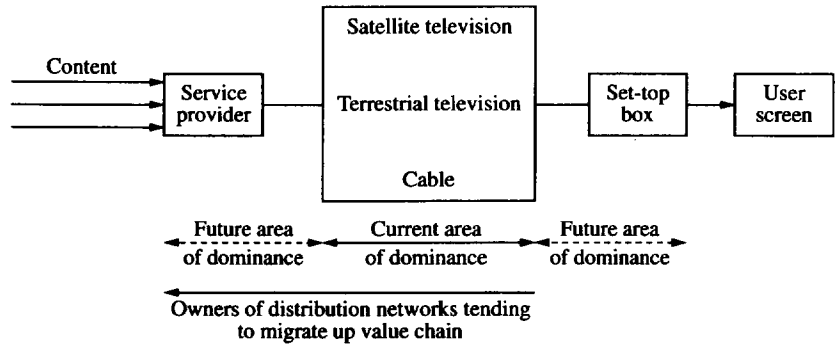 Satellite television
Content
Service
provider
Terrestrial television
Set-top
box
User
screen
Cable
Future area
of dominance
Current area
of dominance
Future area
of dominance
Owners of distribution networks tending
to migrate up value chain